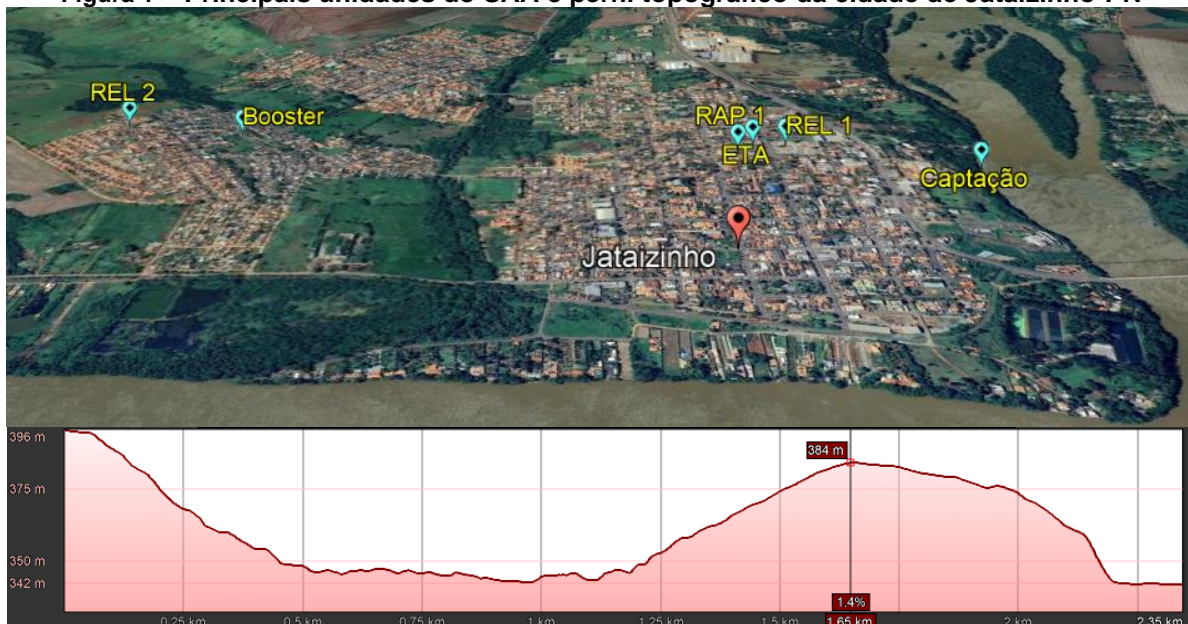 Figura 1 – Principais unidades do SAA e perfil topográfico da cidade de Jataizinho-PR
REL 2
Booster
RAP 1
REL 1
ETA
Captação
Jataizinho
396 m
384 m
375 m
350 m
342 m
1.4%
0.25 km 0.5 km 0.75 km 1 km 1.25 km 1.5 km 1.65 km 2 km 2.35 km